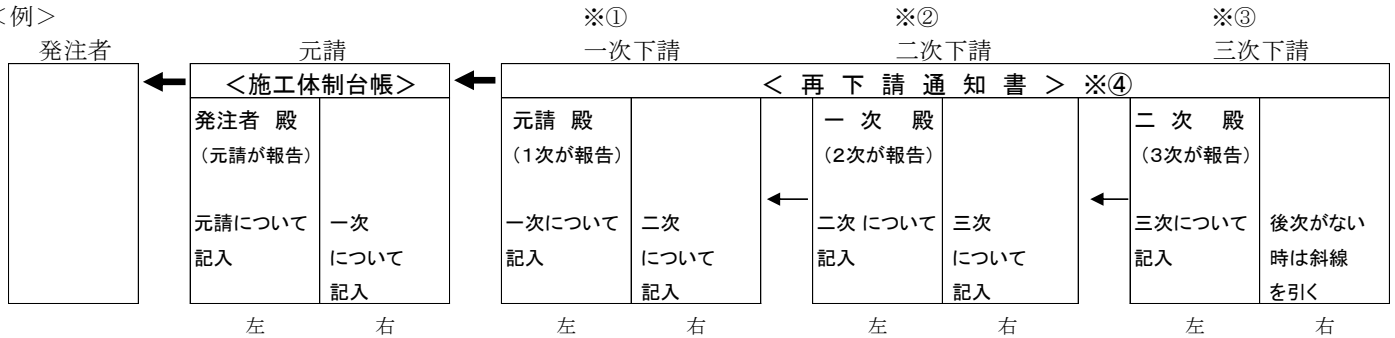 <例>
※① ※② ※③
発注者 元請 一次下請 二次下請 三次下請
<施工体制台帳> < 再 下 請 通 知 書 > ※④
発注者 殿 元請 殿 一 次 殿 二 次 殿
(元請が報告) (1次が報告) (2次が報告) (3次が報告)
元請について 一次 一次について 二次 二次 について 三次 三次について 後次がない
記入 について 記入 について 記入 について 記入 時は斜線
記入 記入 記入 を引く
左 右 左 右 左 右 左 右